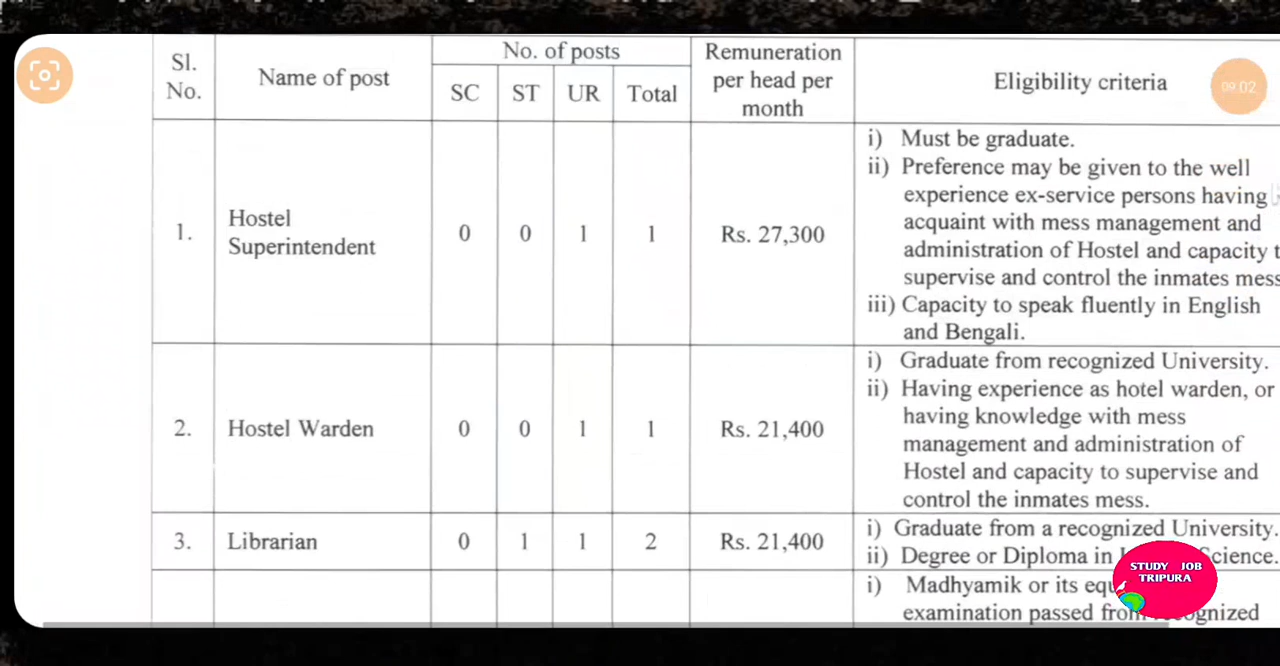 Sl.
No.
Name of post
No. of posts
SC
ST
UR
Total
Remuneration
per head per
month
Eligibility criteria
09:02
1.
Hostel
Superintendent
0
0
1
1
Rs. 27,300
i) Must be graduate.
ii) Preference may be given to the well
experience ex-service persons having
acquaint with mess management and
administration of Hostel and capacity t
supervise and control the inmates mess
iii) Capacity to speak fluently in English
and Bengali.
2.
Hostel Warden
0
0
1
1
Rs. 21,400
i) Graduate from recognized University.
ii) Having experience as hotel warden, or
having knowledge with mess
management and administration of
Hostel and capacity to supervise and
control the inmates mess.
3.
Librarian
0
1
1
2
Rs. 21,400
i) Graduate from a recognized University.
ii) Degree or Diploma in
i) Madhyamik or its
examination passed
STUDY JOB
TRIPURA